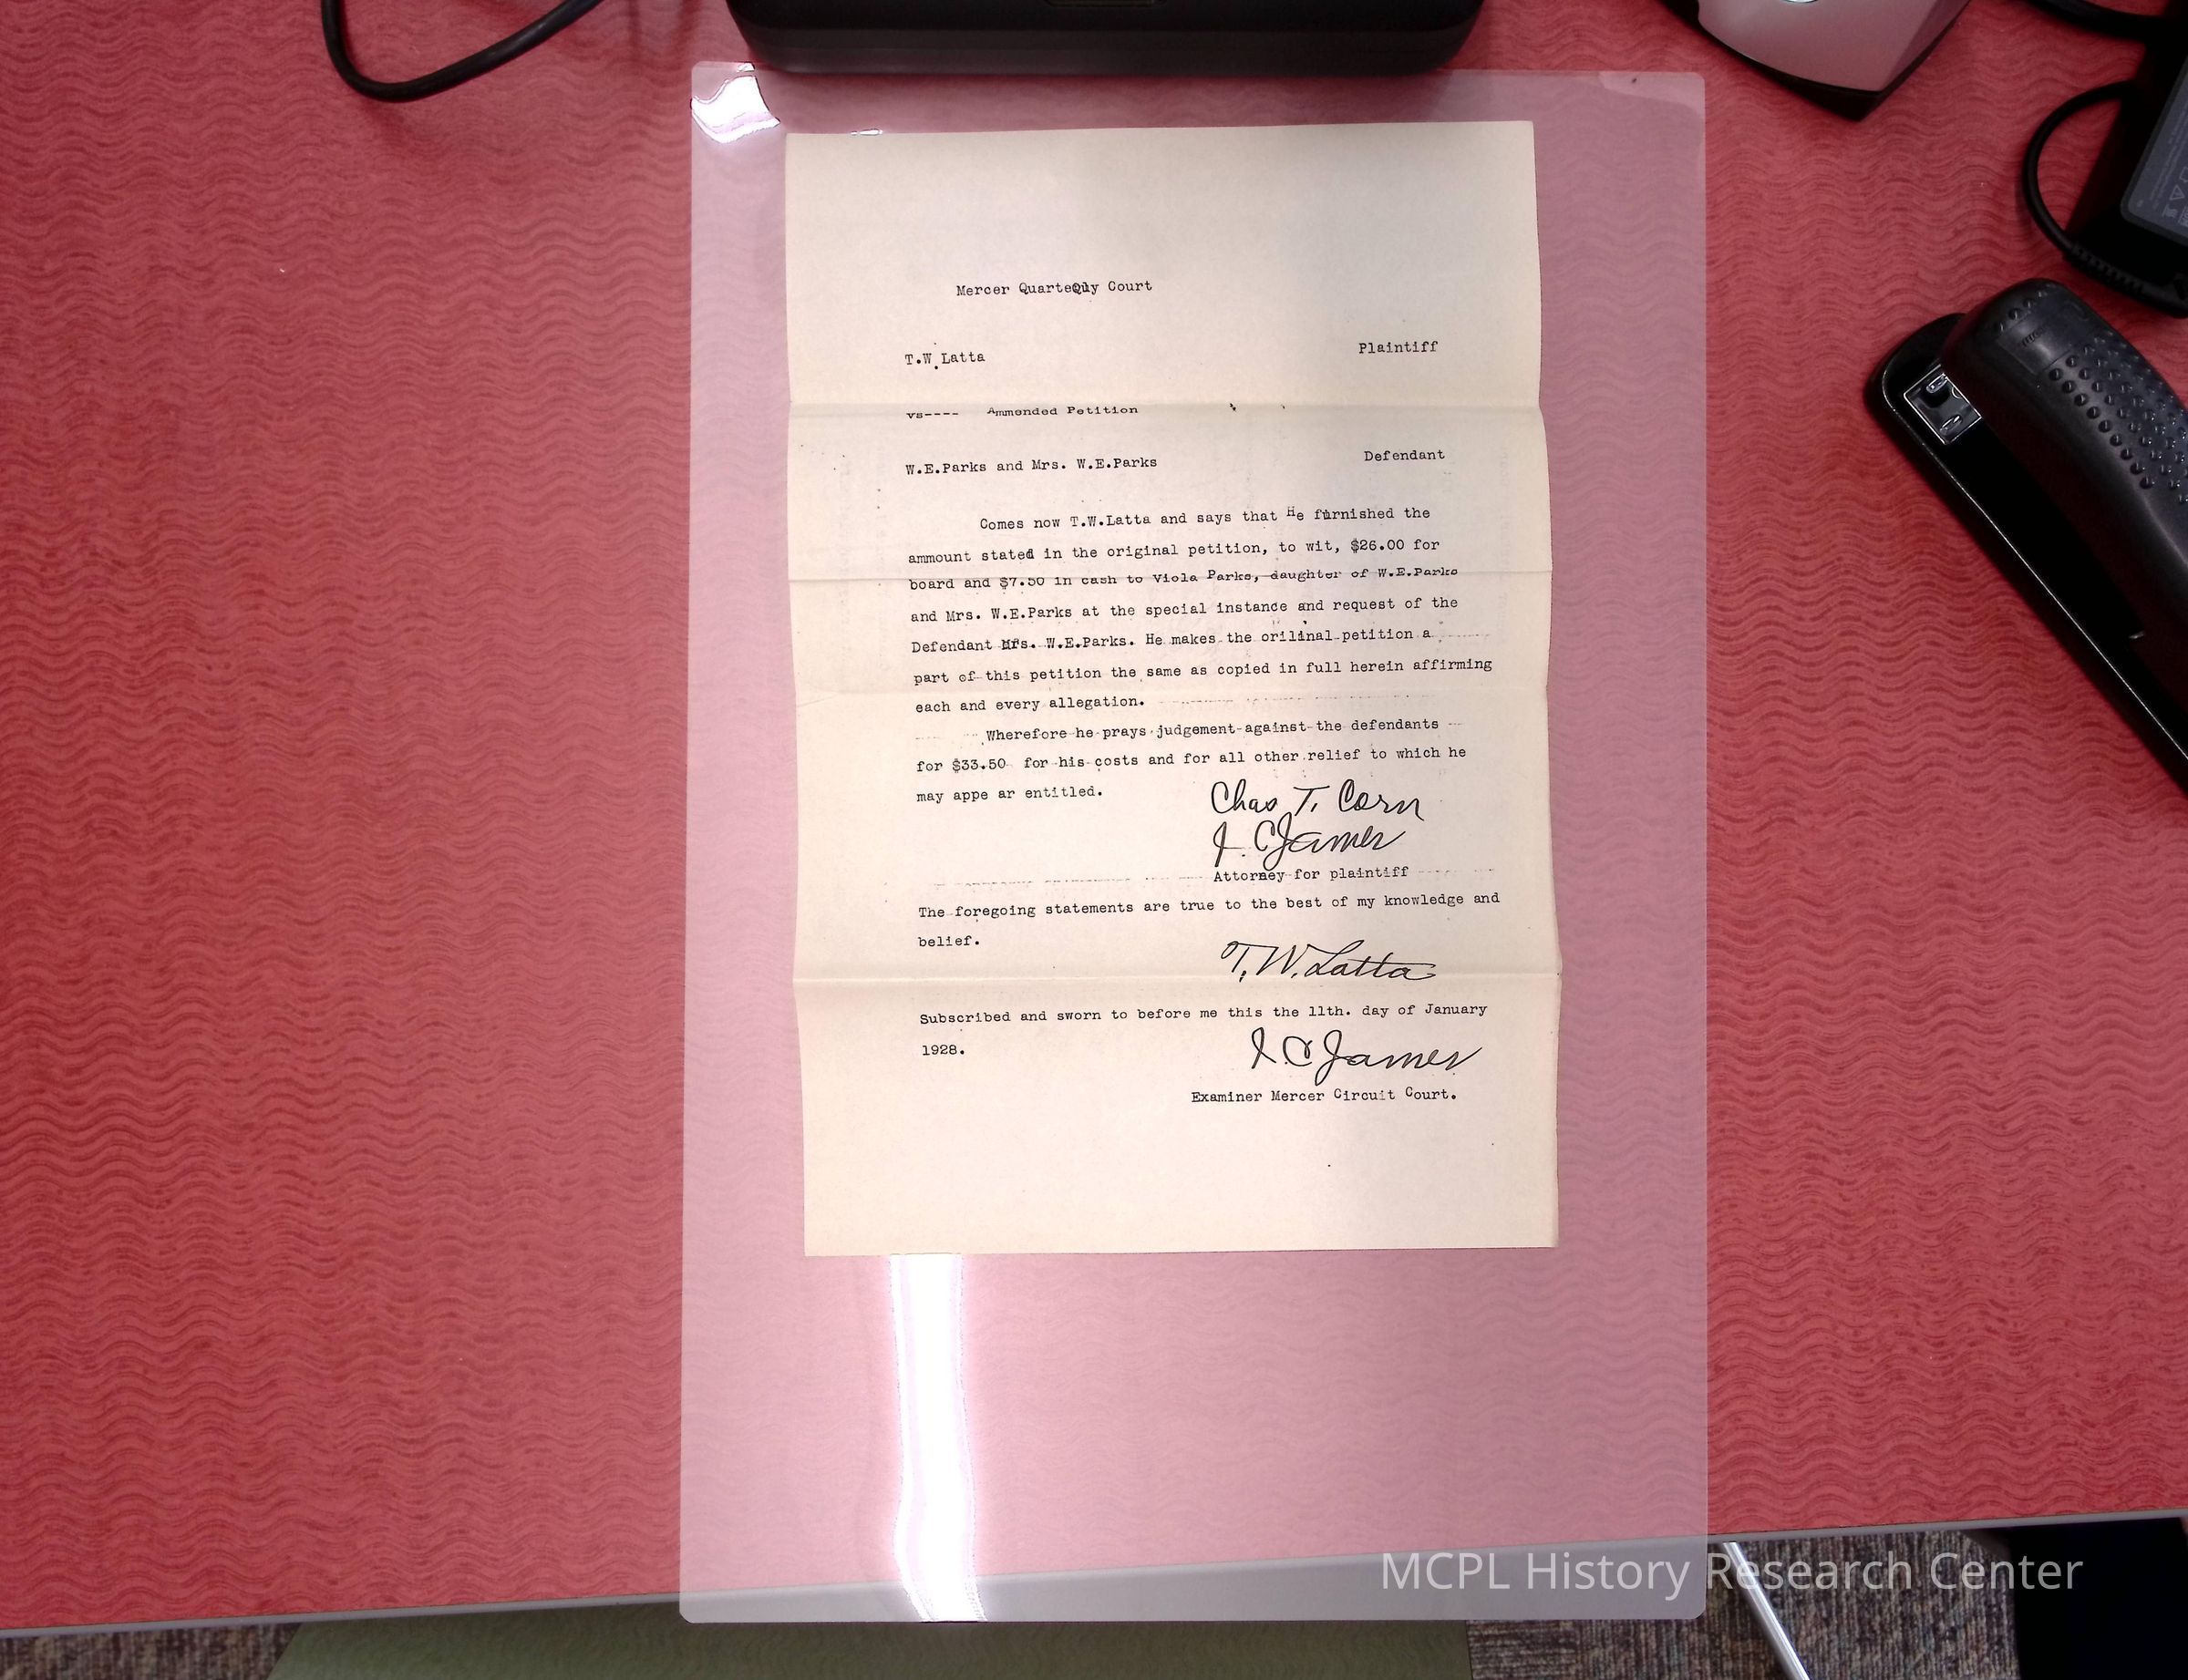 Mercer Quarterly Court
T.W.Latta Plaintiff
vs---- Ammended Petition
W.E.Parks and Mrs. W.E.Parks Defendant
Comes now T.W.Latta and says that He furnished the
ammount stated in the original petition, to wit, $26.00 for
board and $7.50 in cash to Viola Parks, daughter of W.E.Parks
and Mrs. W.E.Parks at the special instance and request of the
Defendant Mrs. W.E.Parks. He makes the orilinal petition a
part of this petition the same as copied in full herein affirming
each and every allegation.
Wherefore he prays judgement against the defendants
for $33.50 for his costs and for all other relief to which he
may appe ar entitled.
Chas T. Corn
I. C James
Attorney for plaintiff
The foregoing statements are true to the best of my knowledge and
belief.
T. W. Latta
Subscribed and sworn to before me this the 11th. day of January
1928.
I. C James
Examiner Mercer Circuit Court.
MCPL History Research Center